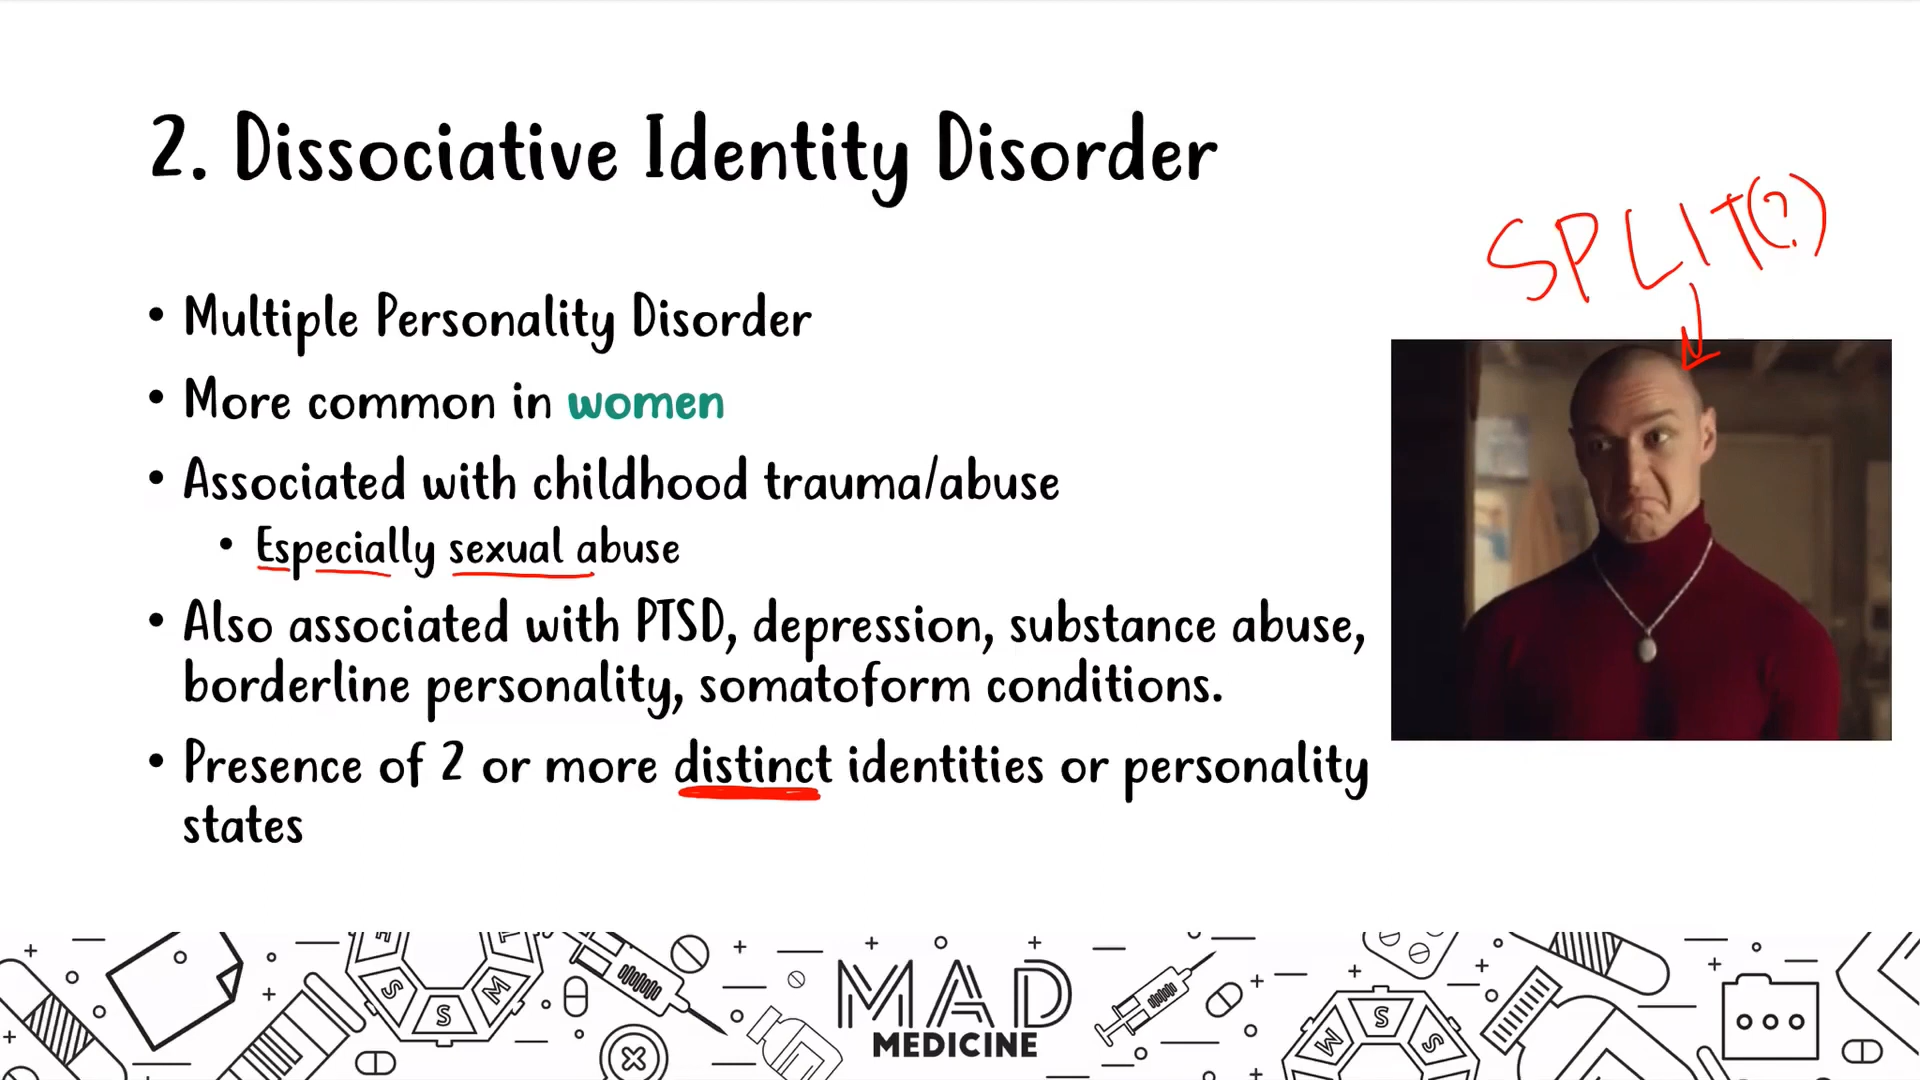 2. Dissociative Identity Disorder
SPLIT(?)
• Multiple Personality Disorder
• More common in women
• Associated with childhood trauma/abuse
• Especially sexual abuse
• Also associated with PTSD, depression, substance abuse,
borderline personality, somatoform conditions.
• Presence of 2 or more distinct identities or personality
states
S S M
MAD
MEDICINE
M S S